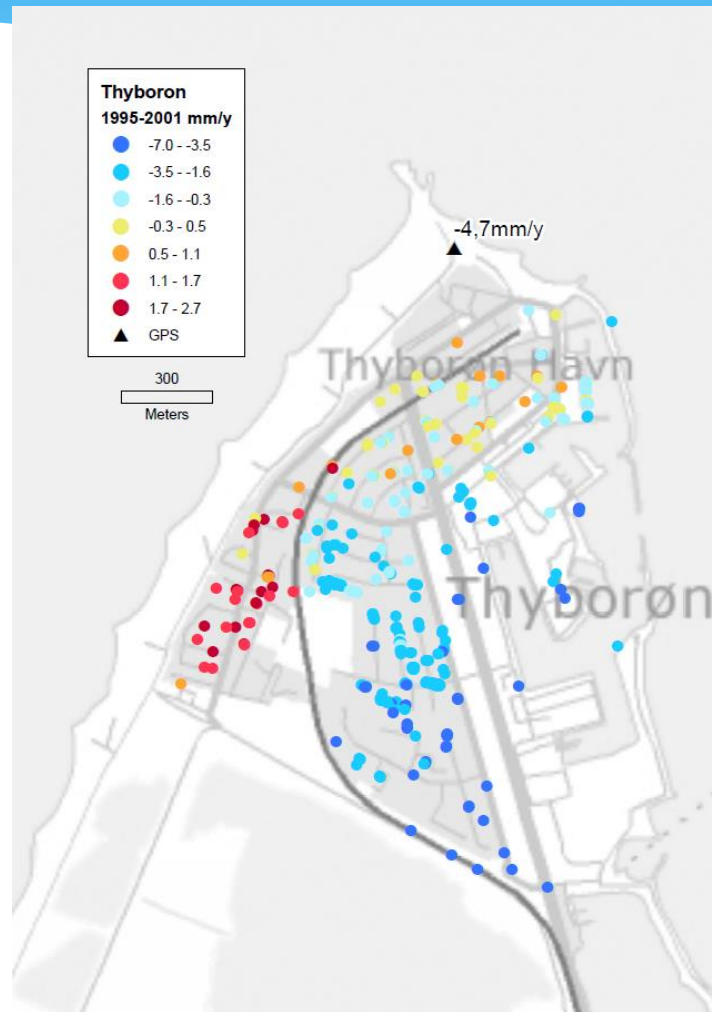 Thyboron
1995-2001 mm/y
-7.0 - -3.5
-3.5 - -1.6
-1.6 - -0.3
-0.3 - 0.5
0.5 - 1.1
1.1 - 1.7
1.7 - 2.7
GPS
300
Meters
-4,7mm/y
Thyborøn Havn
Thyborøn